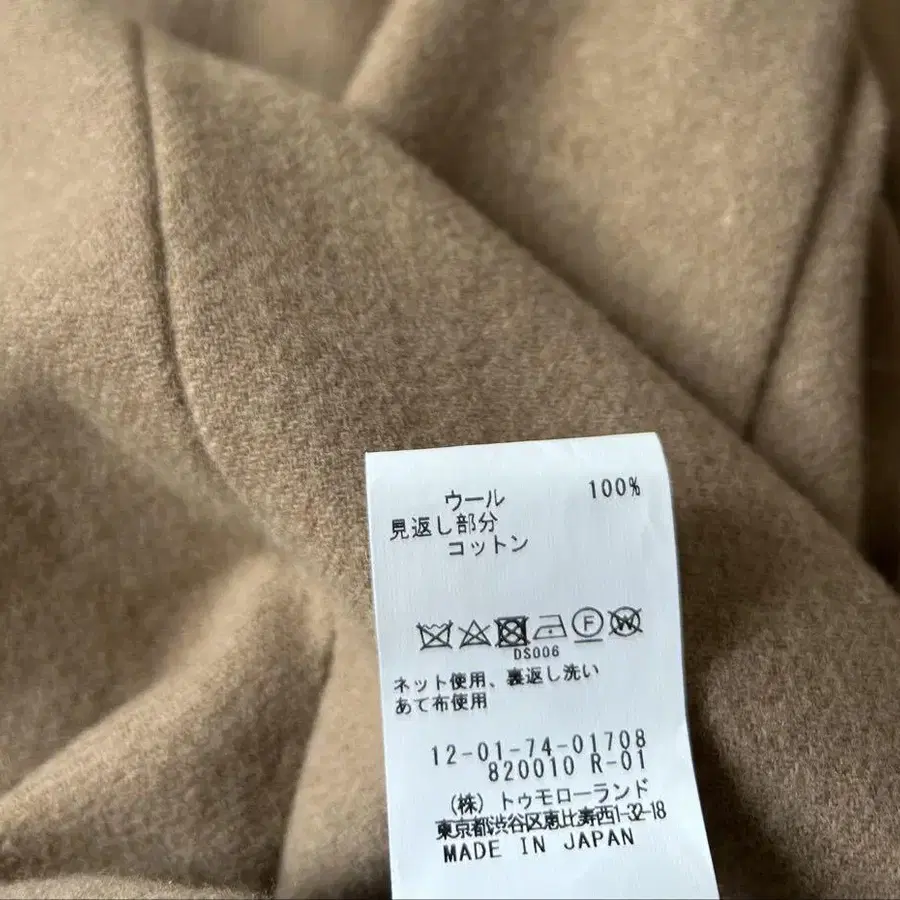 ウール 100%
見返し部分
コットン
F W
DS006
ネット使用、裏返し洗い
あて布使用
12-01-74-01708
820010 R-01
(株) トゥモローランド
東京都渋谷区恵比寿西1-32-18
MADE IN JAPAN